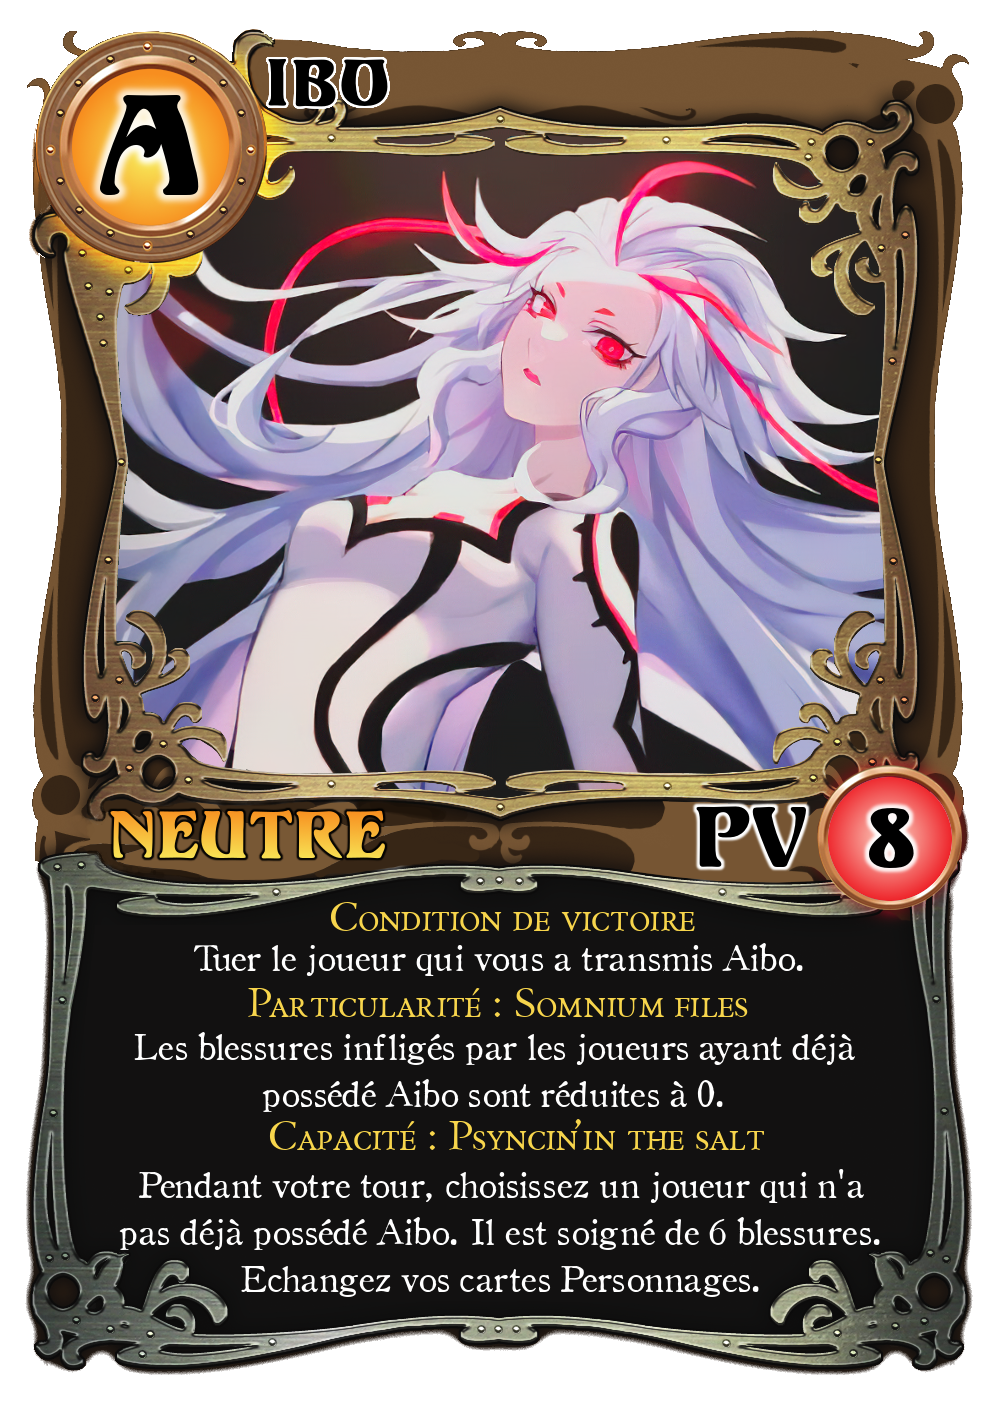 AIBO
NEUTRE
PV 8
Condition de victoire
Tuer le joueur qui vous a transmis Aibo.
Particularité : Somnium files
Les blessures infligés par les joueurs ayant déjà
possédé Aibo sont réduites à 0.
Capacité : Psyncin'in the salt
Pendant votre tour, choisissez un joueur qui n'a
pas déjà possédé Aibo. Il est soigné de 6 blessures.
Echangez vos cartes Personnages.